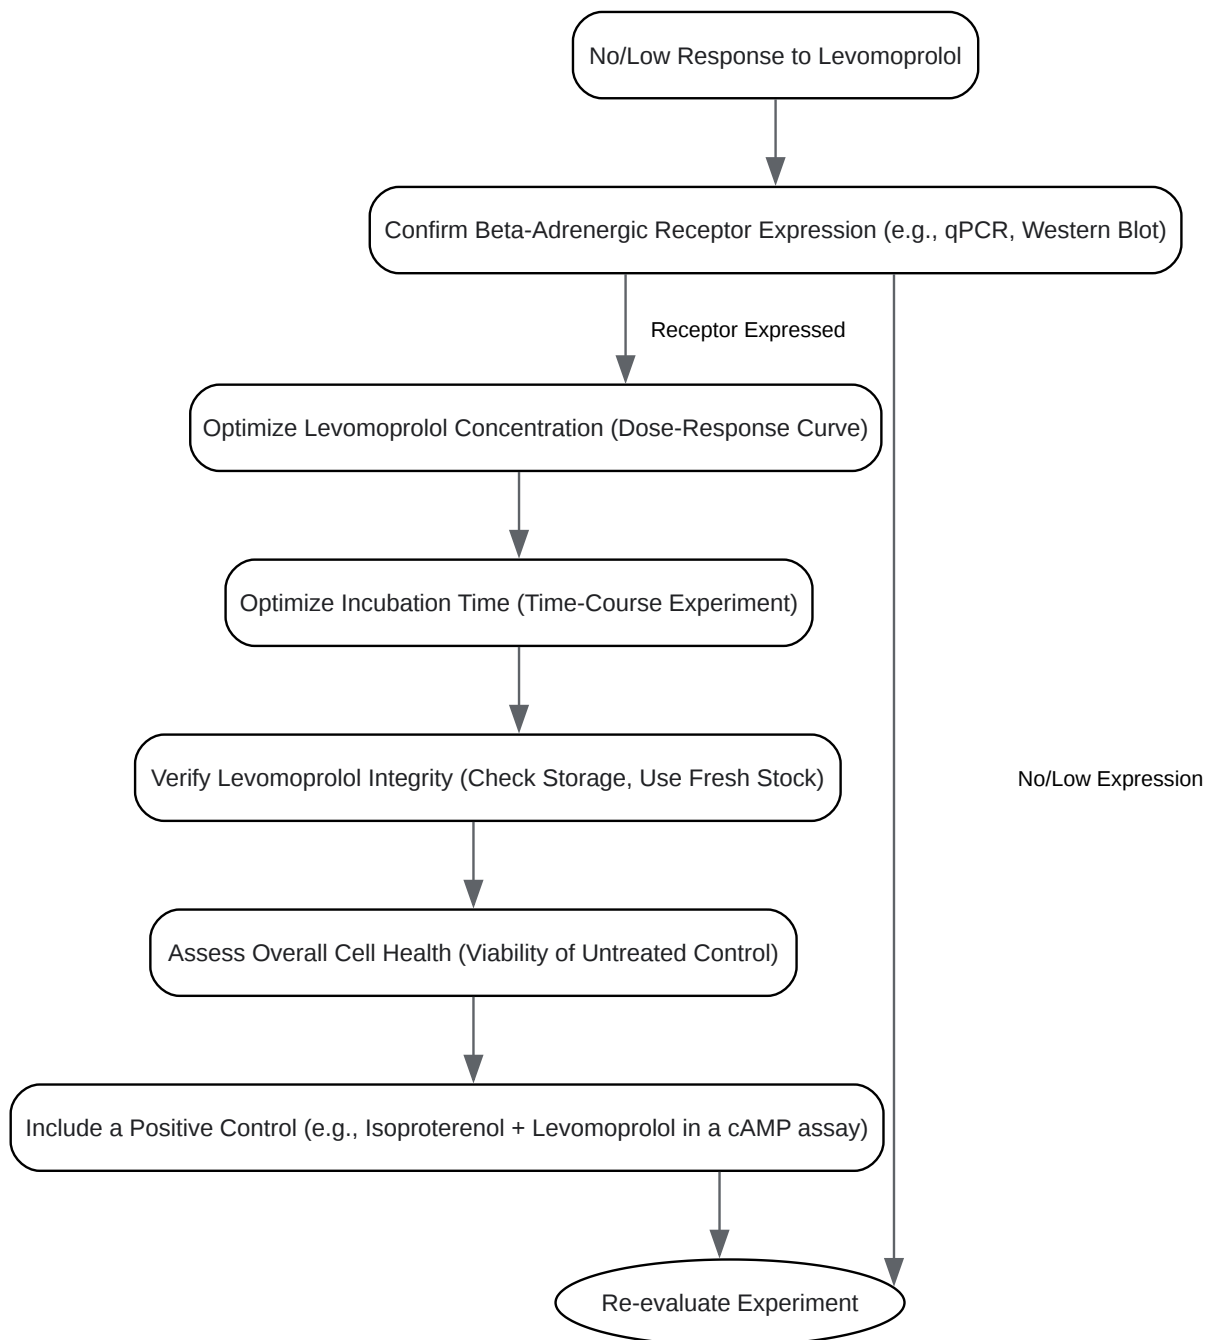 No/Low Response to Levomoprolol
Confirm Beta-Adrenergic Receptor Expression (e.g., qPCR, Western Blot)
Receptor Expressed
Optimize Levomoprolol Concentration (Dose-Response Curve)
Optimize Incubation Time (Time-Course Experiment)
Verify Levomoprolol Integrity (Check Storage, Use Fresh Stock)
No/Low Expression
Assess Overall Cell Health (Viability of Untreated Control)
Include a Positive Control (e.g., Isoproterenol + Levomoprolol in a cAMP assay)
Re-evaluate Experiment